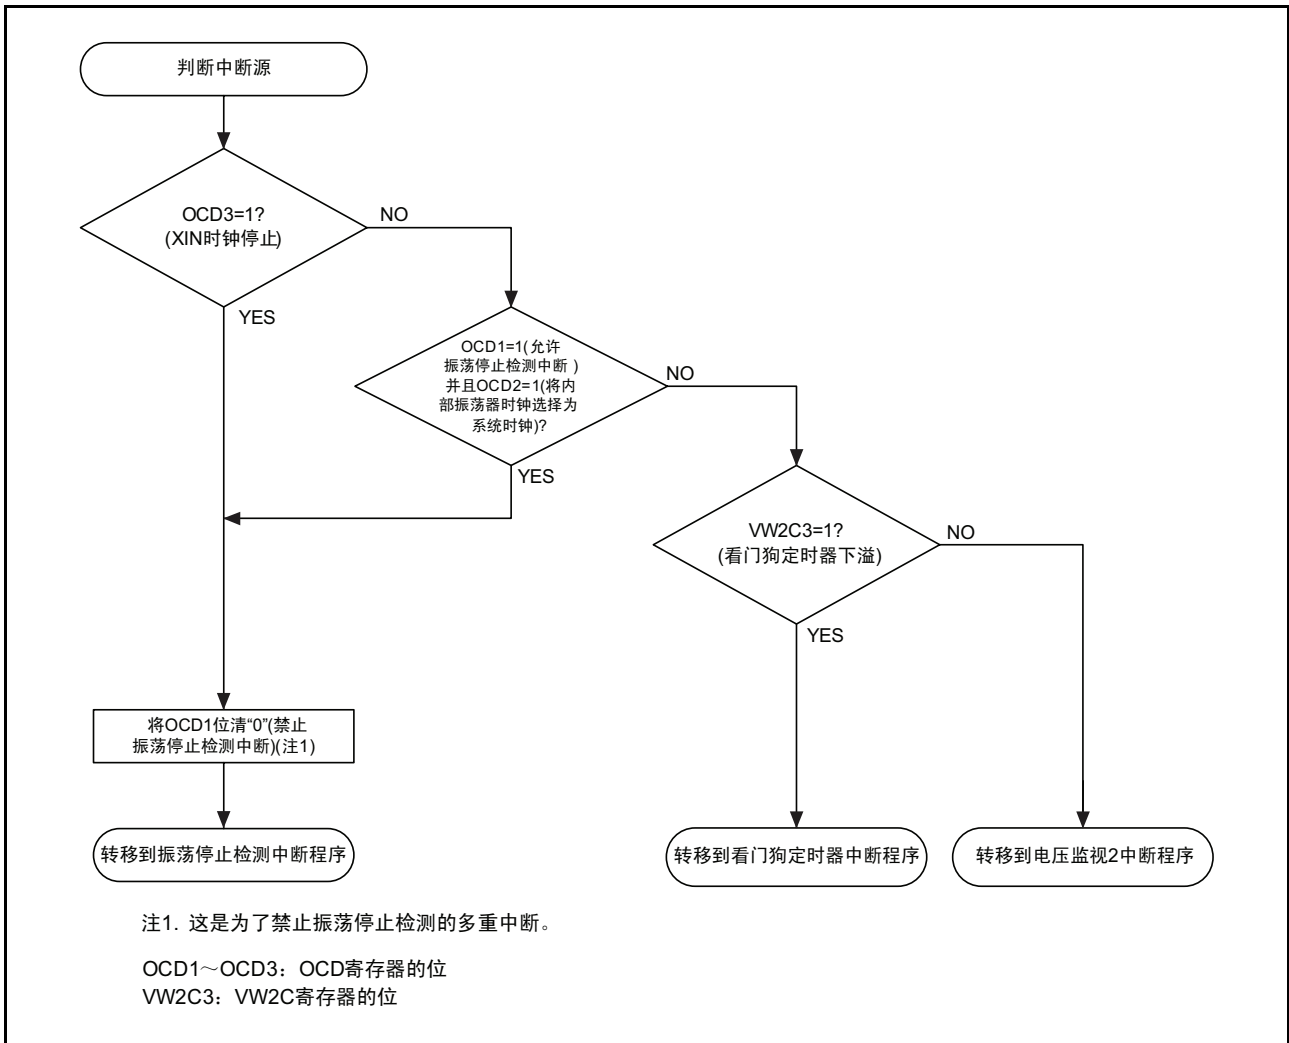 判断中断源
OCD3=1?
(XIN时钟停止)
NO
YES
OCD1=1(允许
振荡停止检测中断 )
并且OCD2=1(将内
部振荡器时钟选择为
系统时钟)?
NO
YES
VW2C3=1?
(看门狗定时器下溢)
NO
YES
将OCD1位清“0”(禁止
振荡停止检测中断)(注1)
转移到振荡停止检测中断程序
转移到看门狗定时器中断程序
转移到电压监视2中断程序
注1. 这是为了禁止振荡停止检测的多重中断。
OCD1～OCD3：OCD寄存器的位
VW2C3：VW2C寄存器的位